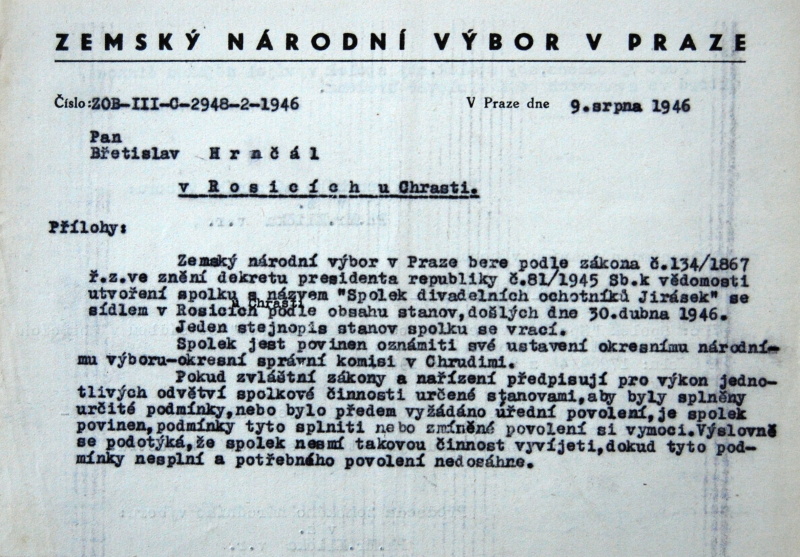 ZEMSKÝ NÁRODNÍ VÝBOR V PRAZE
Číslo: ZOB-III-C-2948-2-1946 V Praze dne 9.srpna 1946
Pan
Břetislav Hrnčál
v Rosicích u Chrasti.
Přílohy:
Zemský národní výbor v Praze bere podle zákona č.134/1867
ř.z.ve znění dekretu presidenta republiky č.81/1945 Sb.k vědomosti
utvoření spolku s názvem "Spolek divadelních ochotníků Jirásek" se
u Chrasti
sídlem v Rosicích podle obsahu stanov,došlých dne 30.dubna 1946.
Jeden stejnopis stanov spolku se vrací.
Spolek jest povinen oznámiti své ustavení okresnímu národní-
mu výboru-okresní správní komisi v Chrudimi.
Pokud zvláštní zákony a nařízení předpisují pro výkon jedno-
tlivých odvětví spolkové činnosti určené stanovami,aby byly splněny
určité podmínky,nebo bylo předem vyžádáno úřední povolení,je spolek
povinen,podmínky tyto splniti nebo zmíněné povolení si vymoci.Výslovně
se podotýká,že spolek nesmí takovou činnost vyvíjeti,dokud tyto pod-
mínky nesplní a potřebného povolení nedosáhne.